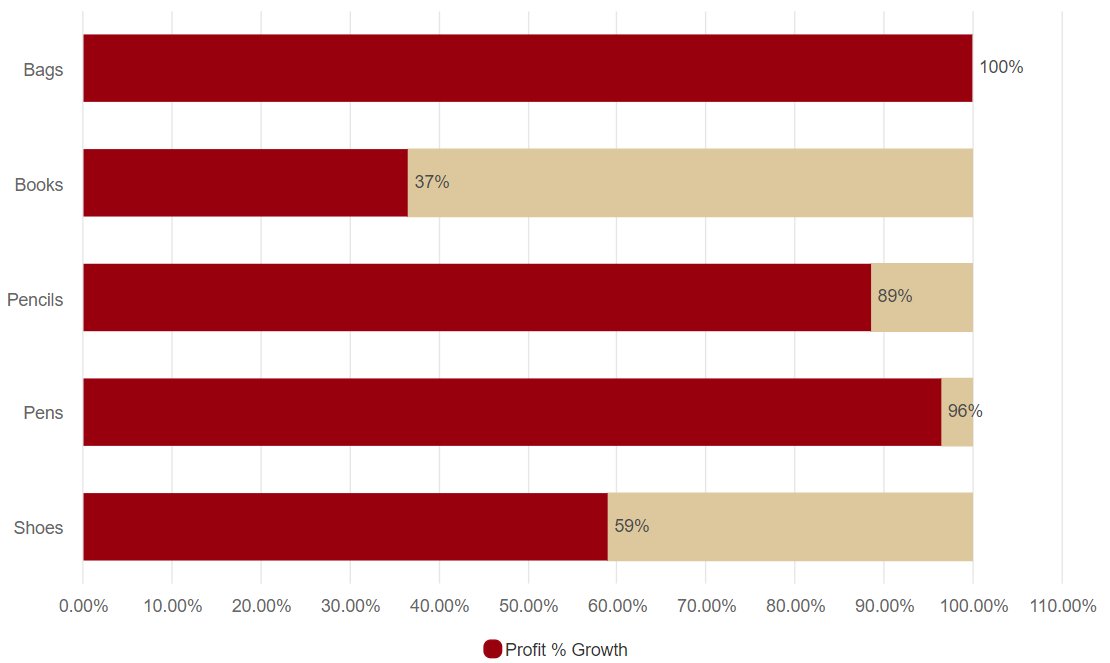 Bags 100%
Books 37%
Pencils 89%
Pens 96%
Shoes 59%
0.00% 10.00% 20.00% 30.00% 40.00% 50.00% 60.00% 70.00% 80.00% 90.00% 100.00% 110.00%
Profit % Growth